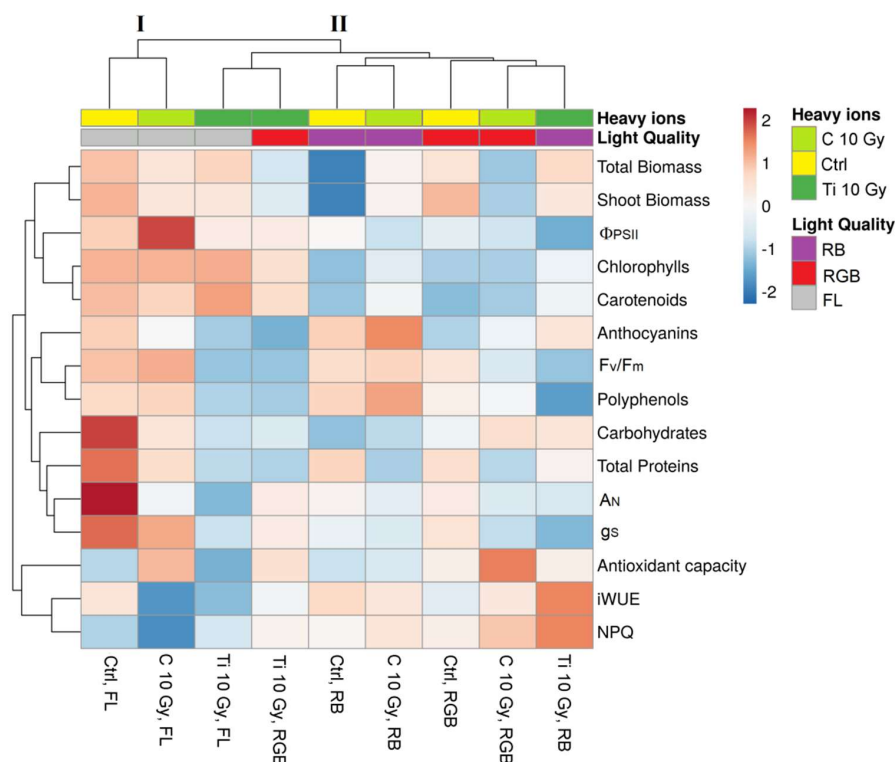 I II
Heavy ions
Light Quality
Total Biomass
Shoot Biomass
ΦPSII
Chlorophylls
Carotenoids
Anthocyanins
Fv/Fm
Polyphenols
Carbohydrates
Total Proteins
AN
gs
Antioxidant capacity
iWUE
NPQ
Ctrl, FL
C 10 Gy, FL
Ti 10 Gy, FL
Ti 10 Gy, RGB
Ctrl, RB
C 10 Gy, RB
Ctrl, RGB
C 10 Gy, RGB
Ti 10 Gy, RB
2
1
0
-1
-2
Heavy ions
C 10 Gy
Ctrl
Ti 10 Gy
Light Quality
RB
RGB
FL